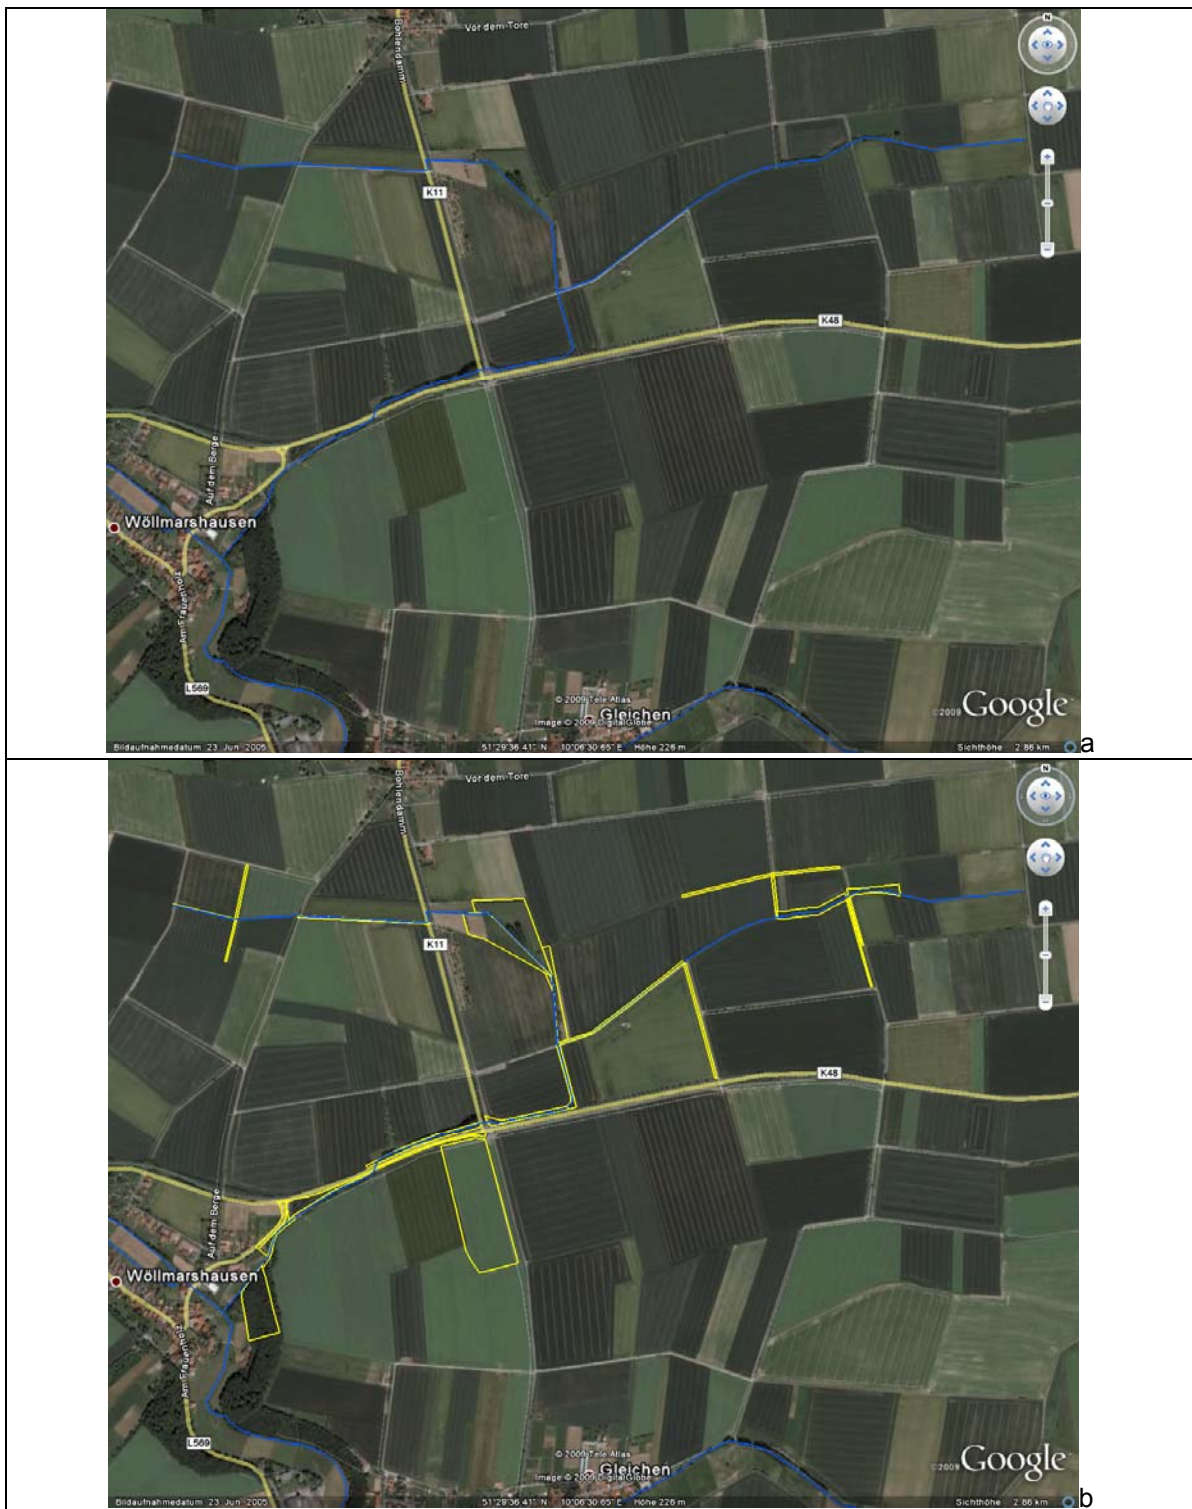 Vor dem Tore
Bohlendamm
N
K11
K48
Auf dem Berge
Wöllmarshausen
Am Frauenholz
L569
© 2009 Tele Atlas
Gleichen
Image © 2009 DigitalGlobe
©2009 Google
Bildaufnahmedatum 23. Jun. 2005
51°29'36.41" N 10°06'30.65" E Höhe 226 m
Sichthöhe 2.86 km
a
Vor dem Tore
Bohlendamm
N
K11
K48
Auf dem Berge
Wöllmarshausen
Am Frauenholz
L569
© 2009 Tele Atlas
Gleichen
Image © 2009 DigitalGlobe
©2009 Google
Bildaufnahmedatum 23. Jun. 2005
51°29'36.41" N 10°06'30.65" E Höhe 226 m
Sichthöhe 2.86 km
b